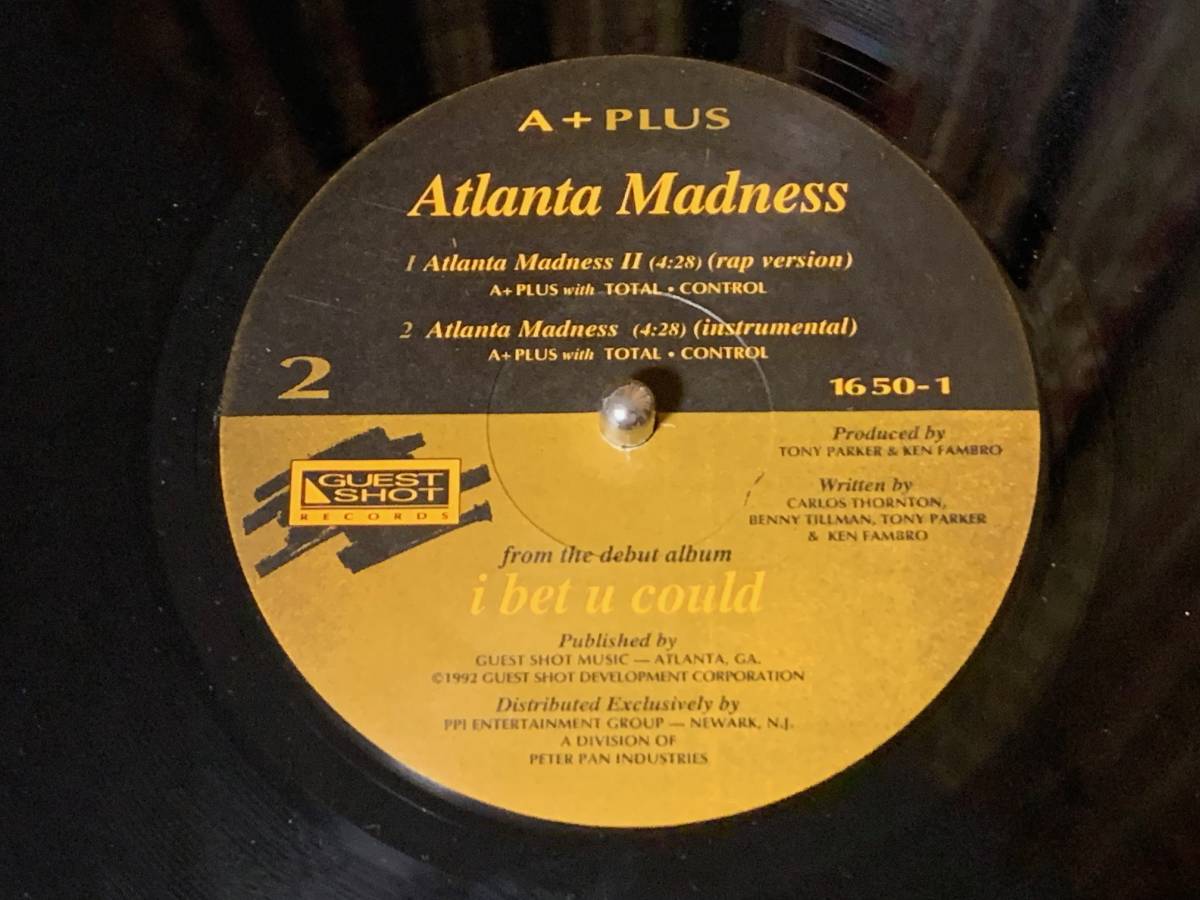 A + PLUS
Atlanta Madness
1 Atlanta Madness II (4:28) (rap version)
A+ PLUS with TOTAL • CONTROL
2 Atlanta Madness (4:28) (instrumental)
A+ PLUS with TOTAL • CONTROL
2
16 50-1
GUEST
SHOT
RECORDS
Produced by
TONY PARKER & KEN FAMBRO
Written by
CARLOS THORNTON,
BENNY TILLMAN, TONY PARKER
& KEN FAMBRO
from the debut album
i bet u could
Published by
GUEST SHOT MUSIC — ATLANTA, GA.
©1992 GUEST SHOT DEVELOPMENT CORPORATION
Distributed Exclusively by
PPI ENTERTAINMENT GROUP — NEWARK, N.J.
A DIVISION OF
PETER PAN INDUSTRIES